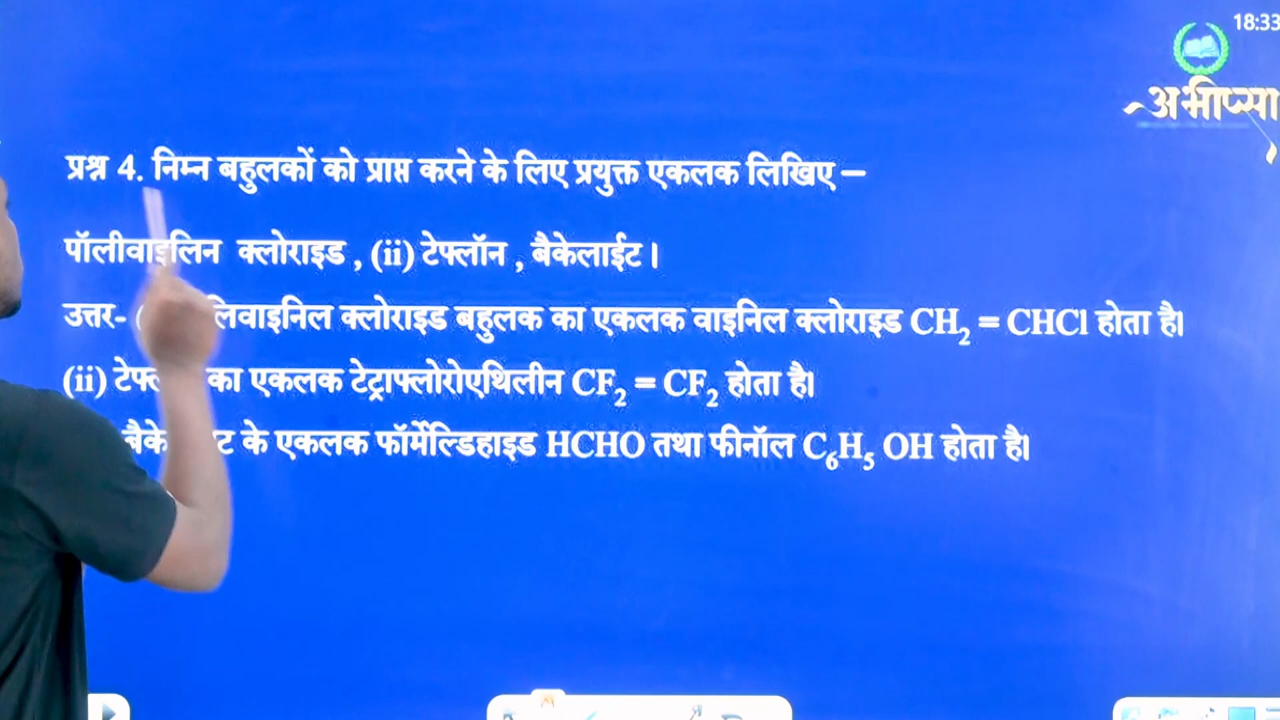 18:33
अभीप्सा
प्रश्न 4. निम्न बहुलकों को प्राप्त करने के लिए प्रयुक्त एकलक लिखिए –
पॉलीवाइलिन क्लोराइड , (ii) टेफ्लॉन , बैकेलाईट ।
उत्तर- लिवाइनिल क्लोराइड बहुलक का एकलक वाइनिल क्लोराइड CH₂ = CHCl होता है।
(ii) का एकलक टेट्राफ्लोरोएथिलीन CF₂ = CF₂ होता है।
के एकलक फॉर्मेल्डिहाइड HCHO तथा फीनॉल C₆H₅ OH होता है।